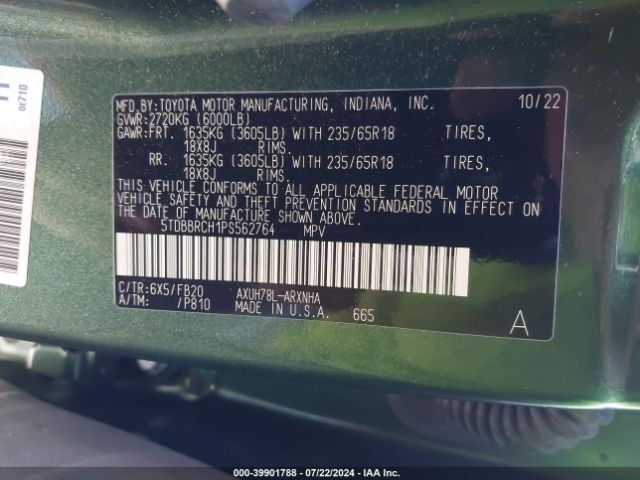 0E710
MFD.BY:TOYOTA MOTOR MANUFACTURING, INDIANA, INC. 10/22
GVWR:2720KG (6000LB)
GAWR:FRT. 1635KG (3605LB) WITH 235/65R18 TIRES,
18X8J RIMS.
RR. 1635KG (3605LB) WITH 235/65R18 TIRES,
18X8J RIMS.
THIS VEHICLE CONFORMS TO ALL APPLICABLE FEDERAL MOTOR
VEHICLE SAFETY AND THEFT PREVENTION STANDARDS IN EFFECT ON
THE DATE OF MANUFACTURE SHOWN ABOVE.
5TDBBRCH1PS562764 MPV
C/TR:6X5/FB20 AXUH78L-ARXNHA
A/TM: /P810 MADE IN U.S.A. 665
A
000-39901788 - 07/22/2024 - IAA Inc.